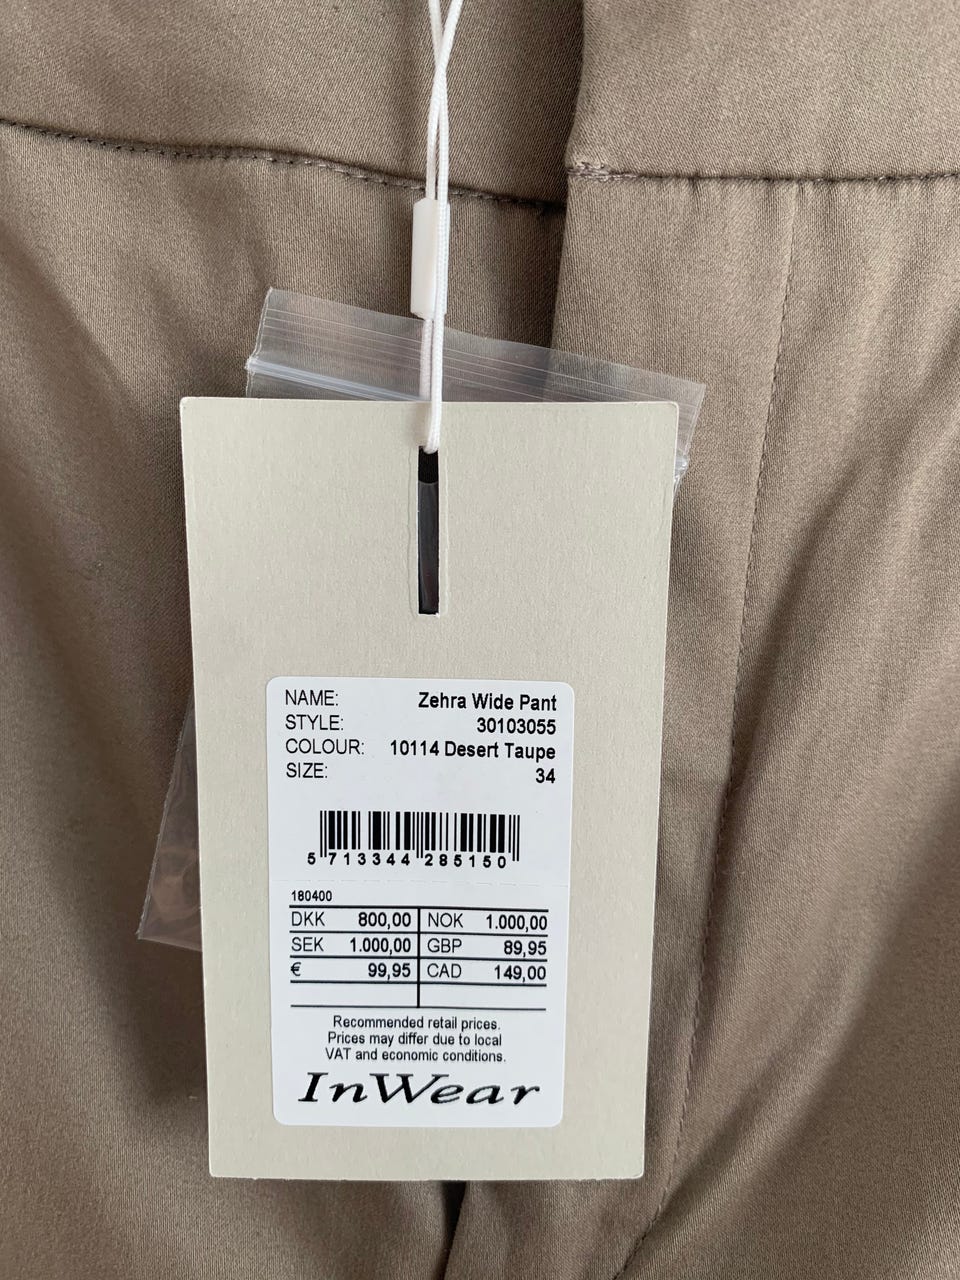 NAME: Zehra Wide Pant
STYLE: 30103055
COLOUR: 10114 Desert Taupe
SIZE: 34
5 713344 285150
180400
DKK 800,00 NOK 1.000,00
SEK 1.000,00 GBP 89,95
€ 99,95 CAD 149,00
Recommended retail prices.
Prices may differ due to local
VAT and economic conditions.
InWear